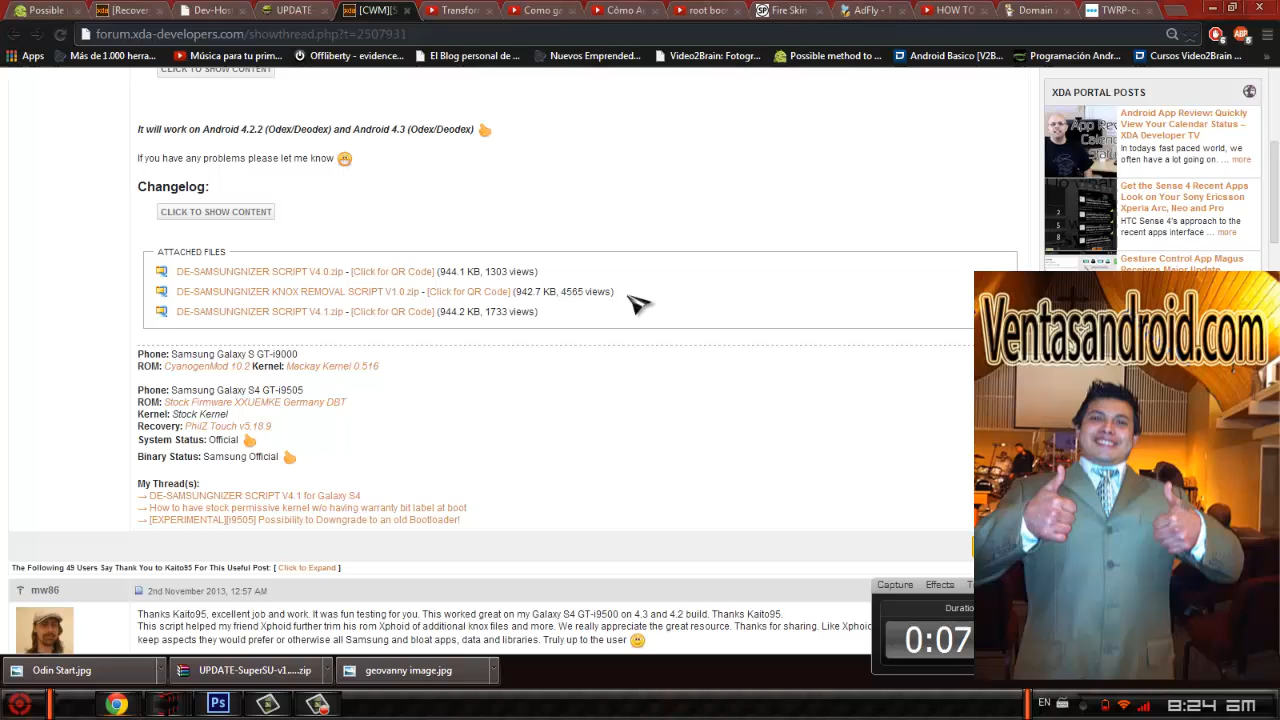 Possible
[Recover
Dev-Host
UPDATE
[CWM][S
Transfor
Como ge
Cómo A
root boo
Fire Skin
AdFly -
HOW TO
Domain
TWRP-c
forum.xda-developers.com/showthread.php?t=2507931
Apps
Más de 1.000 herra...
Música para tu prim...
Offliberty - evidence...
El Blog personal de ...
Nuevos Emprended...
Video2Brain: Fotogr...
Possible method to ...
Android Basico [V2B...
Programación Andr...
Cursos Video2Brain ...
CLICK TO SHOW CONTENT
It will work on Android 4.2.2 (Odex/Deodex) and Android 4.3 (Odex/Deodex)
If you have any problems please let me know
Changelog:
CLICK TO SHOW CONTENT
ATTACHED FILES
DE-SAMSUNGNIZER SCRIPT V4.0.zip - [Click for QR Code] (944.1 KB, 1303 views)
DE-SAMSUNGNIZER KNOX REMOVAL SCRIPT V1.0.zip - [Click for QR Code] (942.7 KB, 4565 views)
DE-SAMSUNGNIZER SCRIPT V4.1.zip - [Click for QR Code] (944.2 KB, 1733 views)
Phone: Samsung Galaxy S GT-i9000
ROM: CyanogenMod 10.2 Kernel: Mackay Kernel 0.516
Phone: Samsung Galaxy S4 GT-i9505
ROM: Stock Firmware XXUEMKE Germany DBT
Kernel: Stock Kernel
Recovery: PhilZ Touch v5.18.9
System Status: Official
Binary Status: Samsung Official
My Thread(s):
→ DE-SAMSUNGNIZER SCRIPT V4.1 for Galaxy S4
→ How to have stock permissive kernel w/o having warranty bit label at boot
→ [EXPERIMENTAL][i9505] Possibility to Downgrade to an old Bootloader!
The Following 49 Users Say Thank You to Kaito95 For This Useful Post: [ Click to Expand ]
mw86
2nd November 2013, 12:57 AM
Thanks Kaito95, excellent job and work. It was fun testing for you. This worked great on my Galaxy S4 GT-i9500 on 4.3 and 4.2 build. Thanks Kaito95.
This script helped my friend Xphoid further trim his rom Xphoid of additional knox files and more. We really appreciate the great resource. Thanks for sharing. Like Xphoid
keep aspects they would prefer or otherwise all Samsung and bloat apps, data and libraries. Truly up to the user
XDA PORTAL POSTS
Android App Review: Quickly
View Your Calendar Status –
XDA Developer TV
In todays fast paced world, we
often have a lot going on. ... more
Get the Sense 4 Recent Apps
Look on Your Sony Ericsson
Xperia Arc, Neo and Pro
HTC Sense 4's approach to the
recent apps interface ... more
Gesture Control App Magus
Receives Major Update
Ventasandroid.com
Capture
Effects
Duratio
0:07
Odin Start.jpg
UPDATE-SuperSU-v1.....zip
geovanny image.jpg
Ps
EN
8:24 am